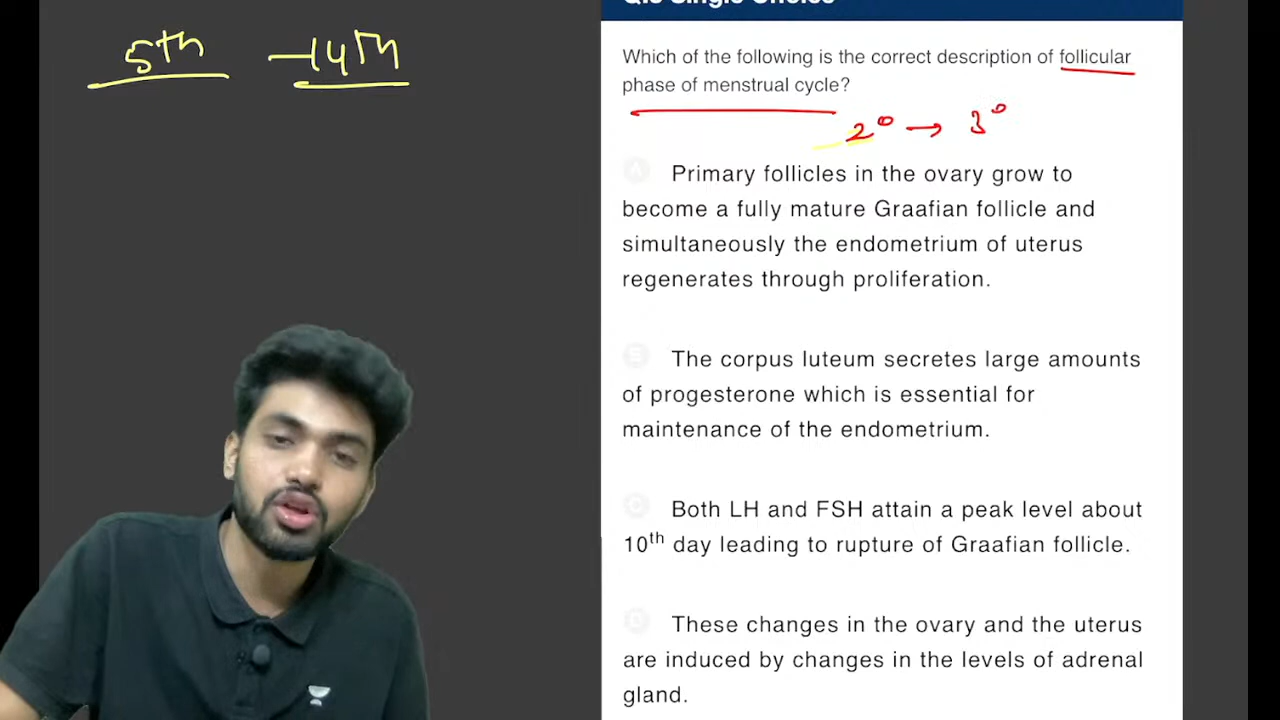 5th - 14th
Which of the following is the correct description of follicular
phase of menstrual cycle?
2° → 3°
A Primary follicles in the ovary grow to
become a fully mature Graafian follicle and
simultaneously the endometrium of uterus
regenerates through proliferation.
The corpus luteum secretes large amounts
of progesterone which is essential for
maintenance of the endometrium.
C Both LH and FSH attain a peak level about
10th day leading to rupture of Graafian follicle.
D These changes in the ovary and the uterus
are induced by changes in the levels of adrenal
gland.